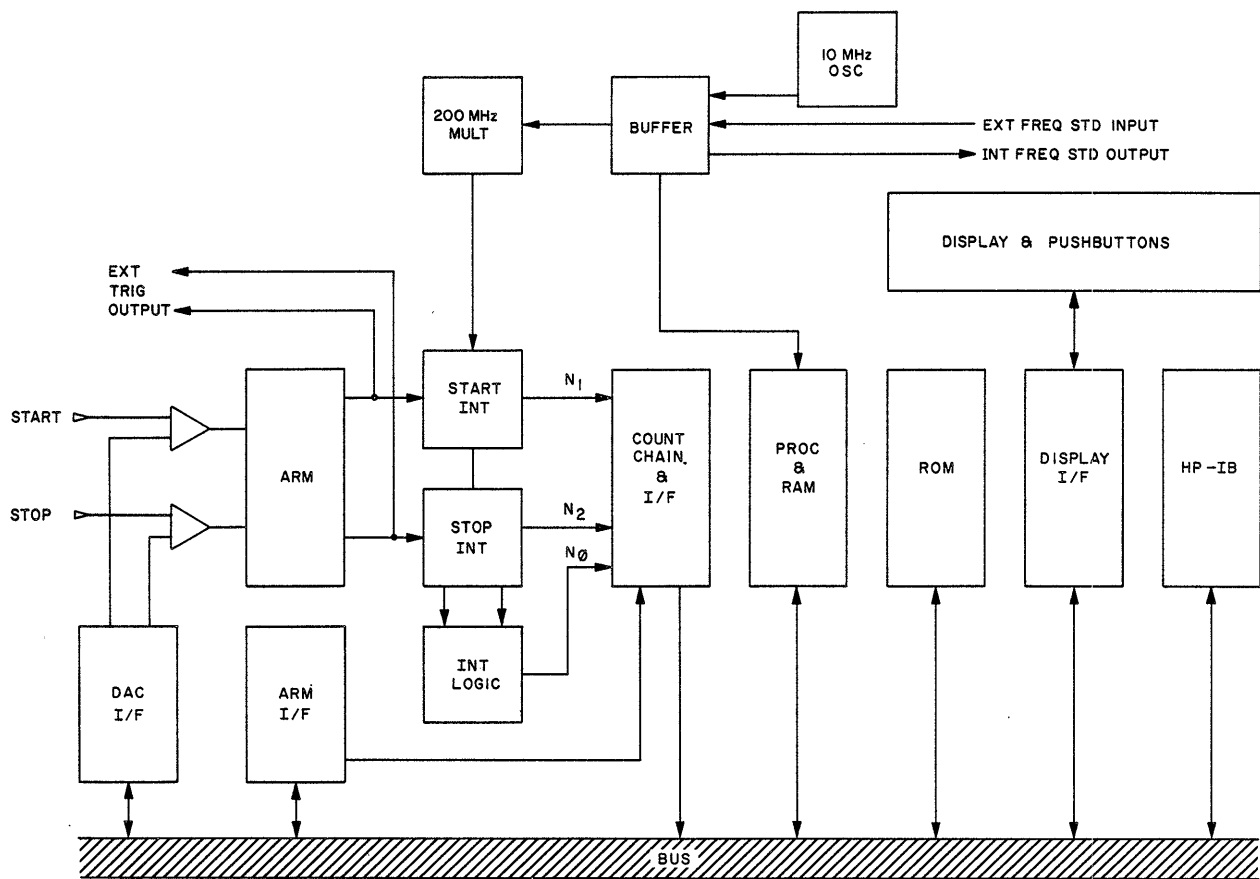 10 MHz
OSC
200 MHz
MULT
BUFFER
EXT FREQ STD INPUT
INT FREQ STD OUTPUT
DISPLAY & PUSHBUTTONS
EXT
TRIG
OUTPUT
START
STOP
ARM
START
INT
STOP
INT
N1
N2
NØ
COUNT
CHAIN
&
I/F
PROC
&
RAM
ROM
DISPLAY
I/F
HP-IB
DAC
I/F
ARM
I/F
INT
LOGIC
BUS